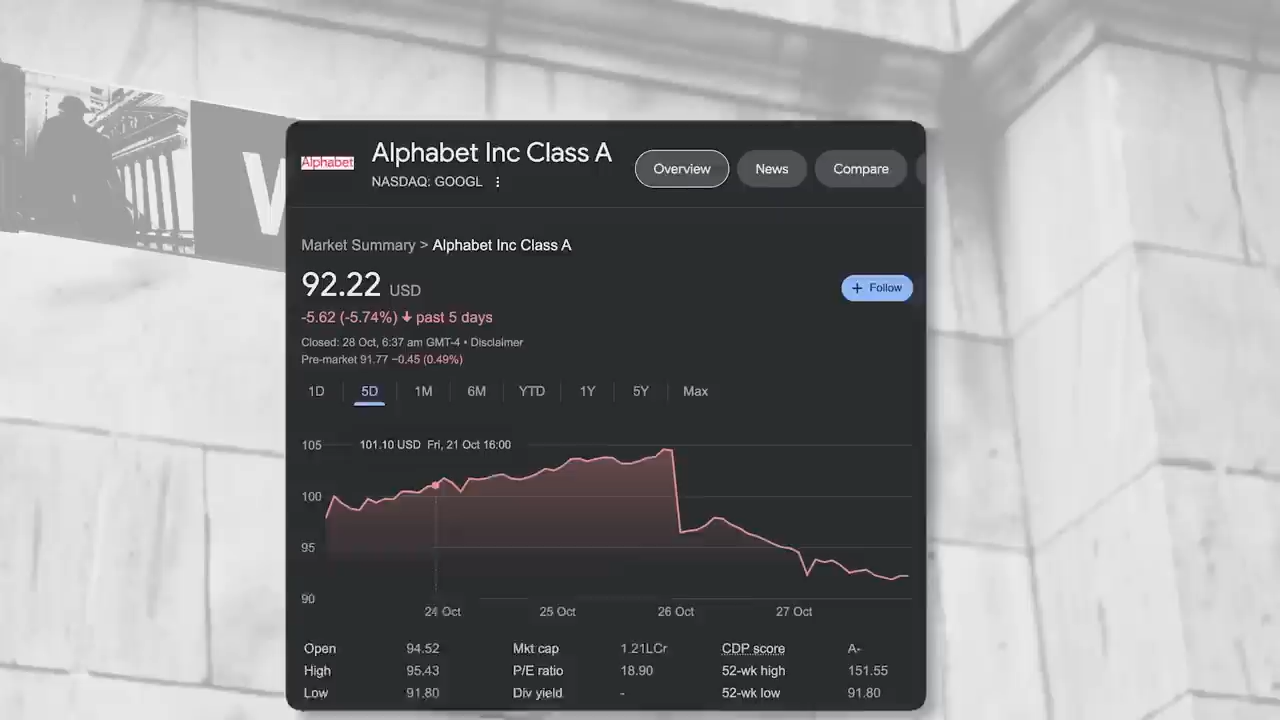 Alphabet
Alphabet Inc Class A
NASDAQ: GOOGL
Overview
News
Compare
Market Summary > Alphabet Inc Class A
92.22 USD
+ Follow
-5.62 (-5.74%) ↓ past 5 days
Closed: 28 Oct, 6:37 am GMT-4 • Disclaimer
Pre-market 91.77 −0.45 (0.49%)
1D 5D 1M 6M YTD 1Y 5Y Max
105
101.10 USD Fri, 21 Oct 16:00
100
95
90
24 Oct 25 Oct 26 Oct 27 Oct
Open 94.52 Mkt cap 1.21LCr CDP score A-
High 95.43 P/E ratio 18.90 52-wk high 151.55
Low 91.80 Div yield - 52-wk low 91.80